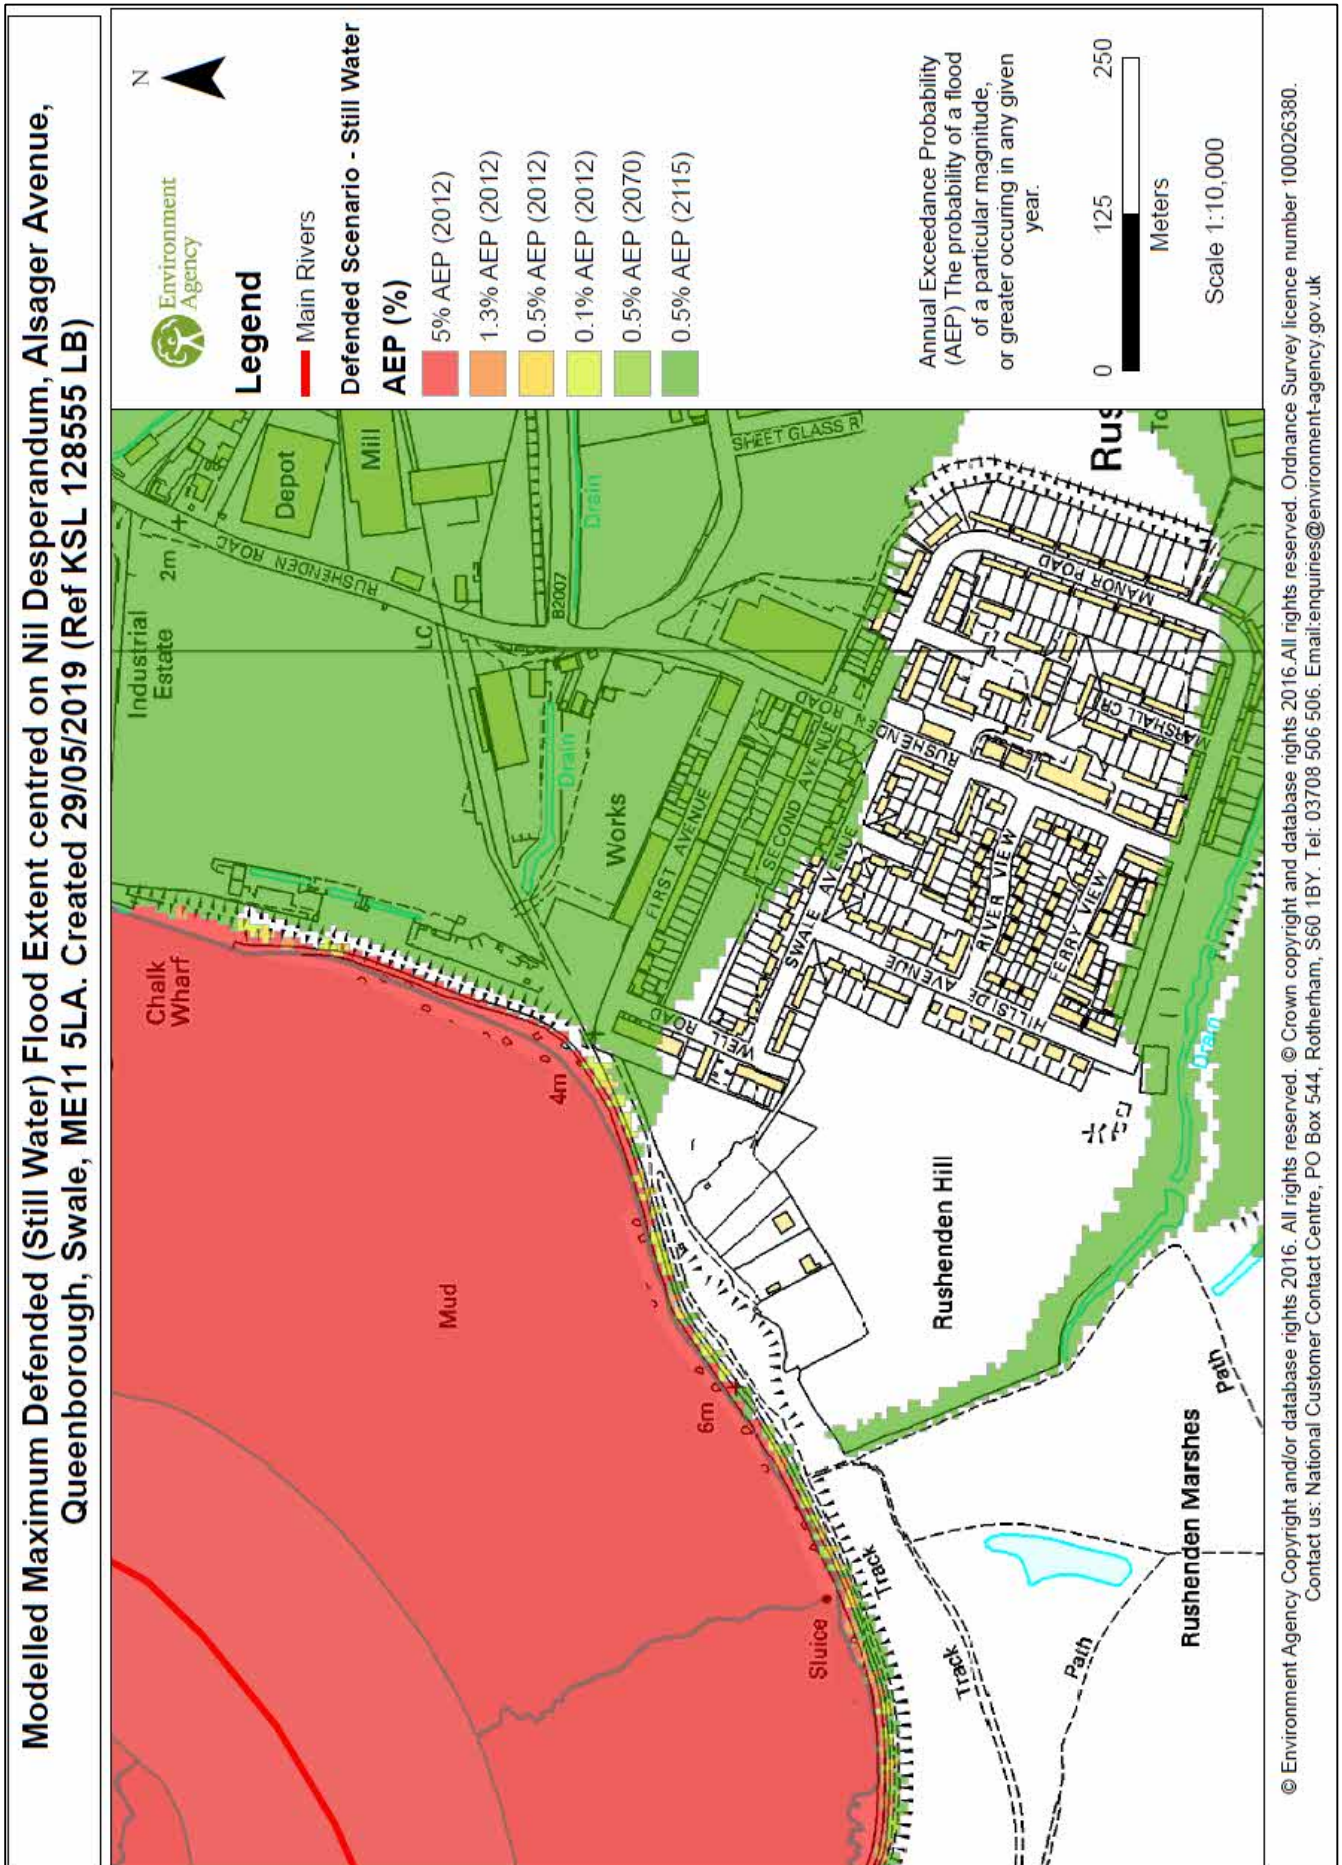 Modelled Maximum Defended (Still Water) Flood Extent centred on Nil Desperandum, Alsager Avenue,
Queenborough, Swale, ME11 5LA. Created 29/05/2019 (Ref KSL 128555 LB)
Environment
Agency
N
Legend
Main Rivers
Defended Scenario - Still Water
AEP (%)
5% AEP (2012)
1.3% AEP (2012)
0.5% AEP (2012)
0.1% AEP (2012)
0.5% AEP (2070)
0.5% AEP (2115)
Annual Exceedance Probability
(AEP) The probability of a flood
of a particular magnitude,
or greater occuring in any given
year.
0 125 250
Meters
Scale 1:10,000
Chalk
Wharf
Industrial
Estate
2m
RUSHENDEN ROAD
Depot
Mill
LC
B2007
Drain
Drain
SHEET GLASS R
Works
FIRST AVENUE
SECOND AVENUE
RUSHENDEN ROAD
SWALE VIEW
AVENUE
WELL ROAD
HILLSIDE AVENUE
RIVER VIEW
FERRY VIEW
MANOR ROAD
MARSHALL CR
Rus
To
4m
Mud
6m
Sluice
Track
Track
Rushenden Hill
Drain
Path
Path
Rushenden Marshes
© Environment Agency Copyright and/or database rights 2016. All rights reserved. © Crown copyright and database rights 2016.All rights reserved. Ordnance Survey licence number 100026380.
Contact us: National Customer Contact Centre, PO Box 544, Rotherham, S60 1BY. Tel: 03708 506 506. Email:enquiries@environment-agency.gov.uk